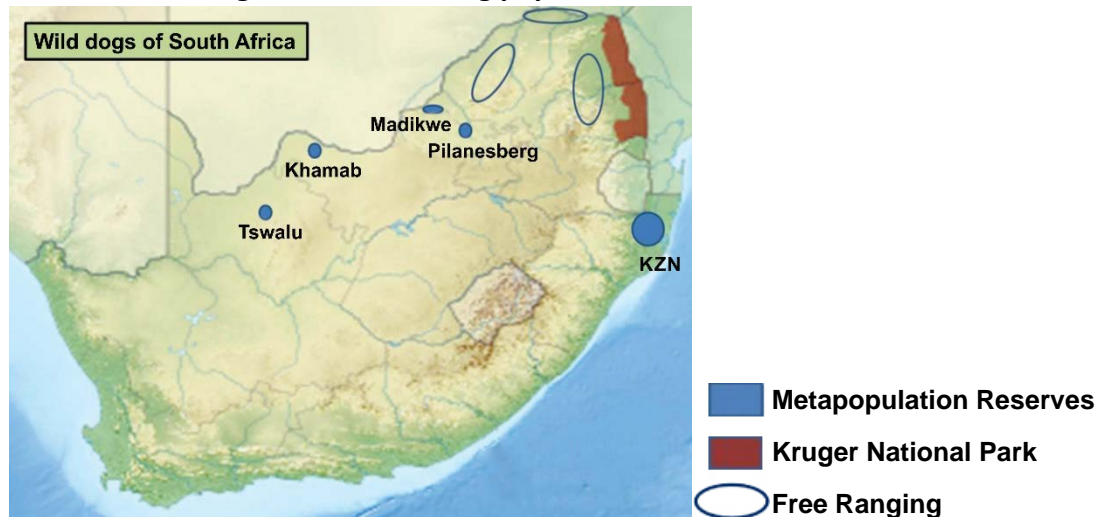 Wild dogs of South Africa
Madikwe
Pilanesberg
Khamab
Tswalu
KZN
Metapopulation Reserves
Kruger National Park
Free Ranging